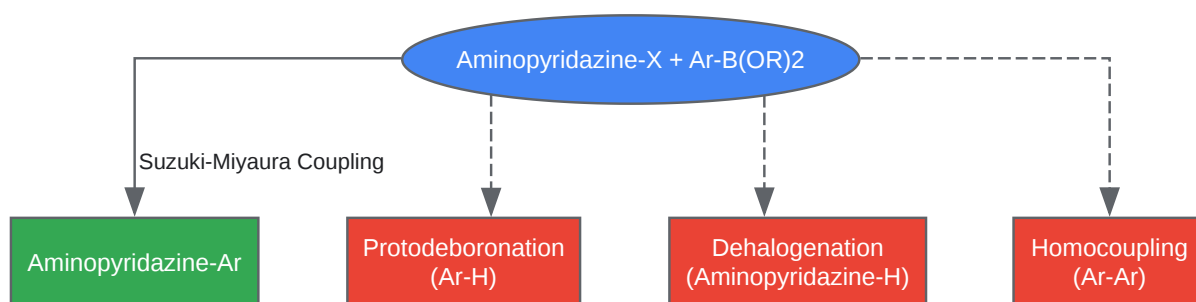 Aminopyridazine-X + Ar-B(OR)2
Suzuki-Miyaura Coupling
Aminopyridazine-Ar
Protodeboronation
(Ar-H)
Dehalogenation
(Aminopyridazine-H)
Homocoupling
(Ar-Ar)